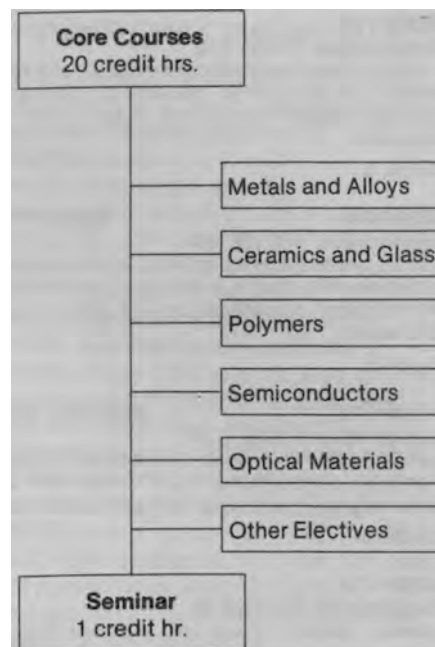 Core Courses
20 credit hrs.
Metals and Alloys
Ceramics and Glass
Polymers
Semiconductors
Optical Materials
Other Electives
Seminar
1 credit hr.